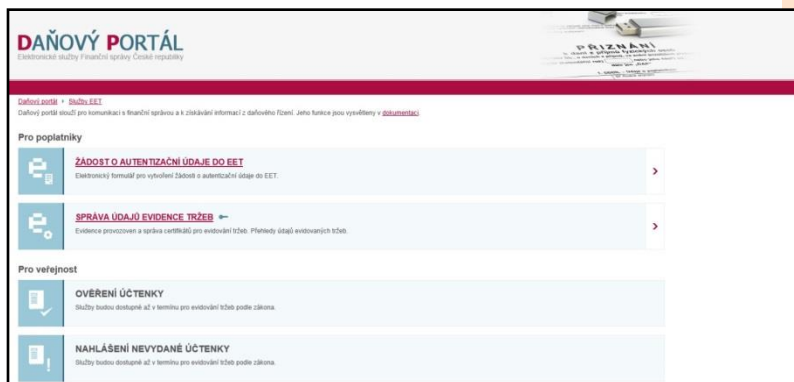 DAŇOVÝ PORTÁL
Elektronické služby Finanční správy České republiky
PŘIZNÁNÍ
Daňový portál › Služby EET
Daňový portál slouží pro komunikaci s finanční správou a k získávání informací z daňového řízení. Jeho funkce jsou vysvětleny v dokumentaci.
Pro poplatníky
ŽÁDOST O AUTENTIZAČNÍ ÚDAJE DO EET
Elektronický formulář pro vytvoření žádosti o autentizační údaje do EET.
SPRÁVA ÚDAJŮ EVIDENCE TRŽEB
Evidence provozoven a správa certifikátů pro evidování tržeb. Přehledy údajů evidovaných tržeb.
Pro veřejnost
OVĚŘENÍ ÚČTENKY
Služby budou dostupné až v termínu pro evidování tržeb podle zákona.
NAHLÁŠENÍ NEVYDANÉ ÚČTENKY
Služby budou dostupné až v termínu pro evidování tržeb podle zákona.